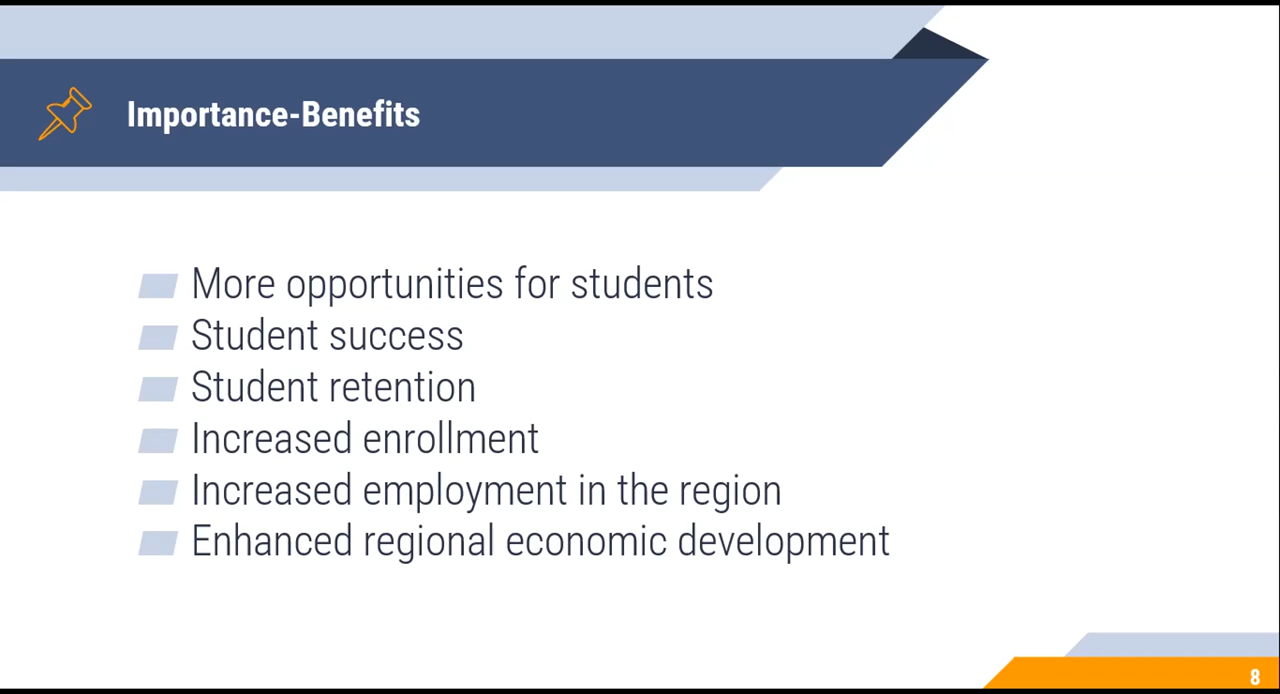 Importance-Benefits
More opportunities for students
Student success
Student retention
Increased enrollment
Increased employment in the region
Enhanced regional economic development
8